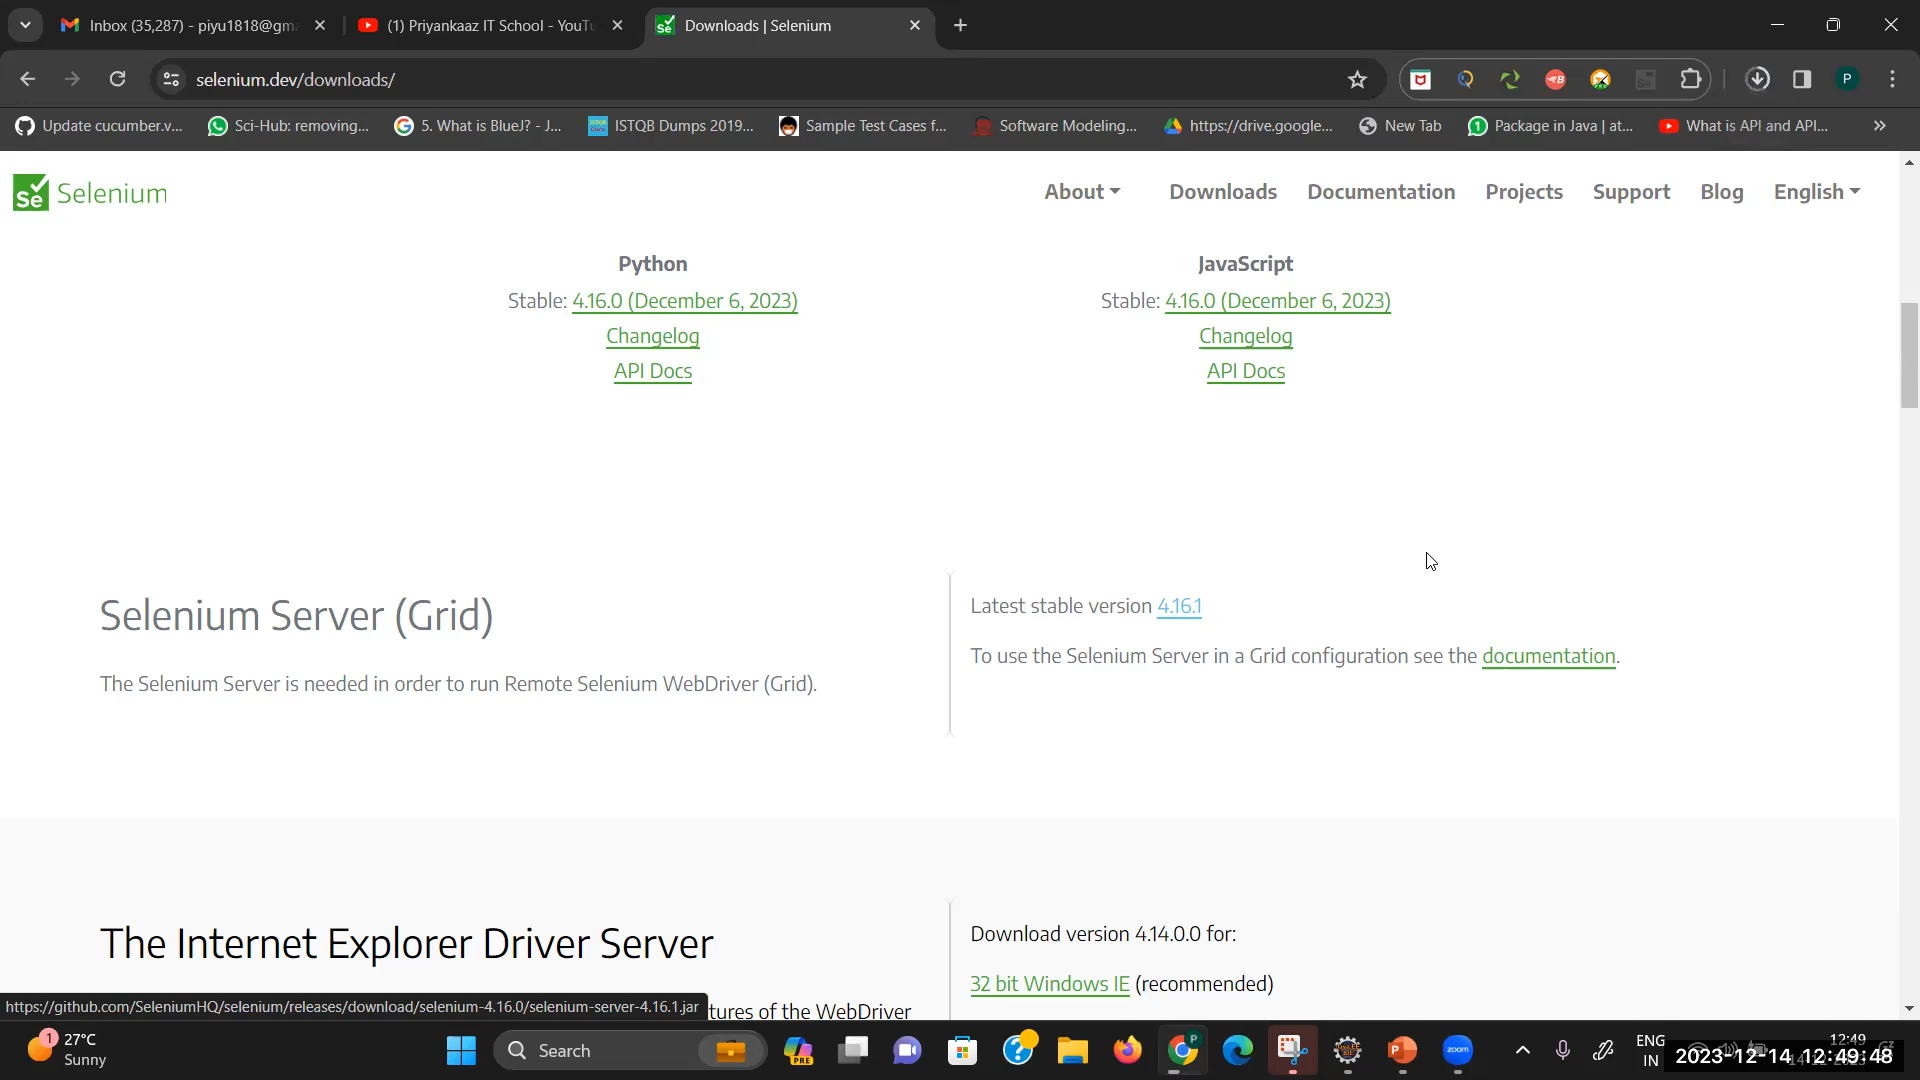 Inbox (35,287) - piyu1818@gm
(1) Priyankaaz IT School - YouTu
Downloads | Selenium
selenium.dev/downloads/
P
Update cucumber.v...
Sci-Hub: removing...
5. What is BlueJ? - J...
ISTQB Dumps 2019...
Sample Test Cases f...
Software Modeling...
https://drive.google...
New Tab
Package in Java | at...
What is API and API...
Se Selenium
About
Downloads
Documentation
Projects
Support
Blog
English
Python
Stable: 4.16.0 (December 6, 2023)
Changelog
API Docs
JavaScript
Stable: 4.16.0 (December 6, 2023)
Changelog
API Docs
Selenium Server (Grid)
The Selenium Server is needed in order to run Remote Selenium WebDriver (Grid).
Latest stable version 4.16.1
To use the Selenium Server in a Grid configuration see the documentation.
The Internet Explorer Driver Server
tures of the WebDriver
Download version 4.14.0.0 for:
32 bit Windows IE (recommended)
https://github.com/SeleniumHQ/selenium/releases/download/selenium-4.16.0/selenium-server-4.16.1.jar
1
27°C
Sunny
Search
PRE
zoom
ENG
IN
12:49
2023-12-14 12:49:48